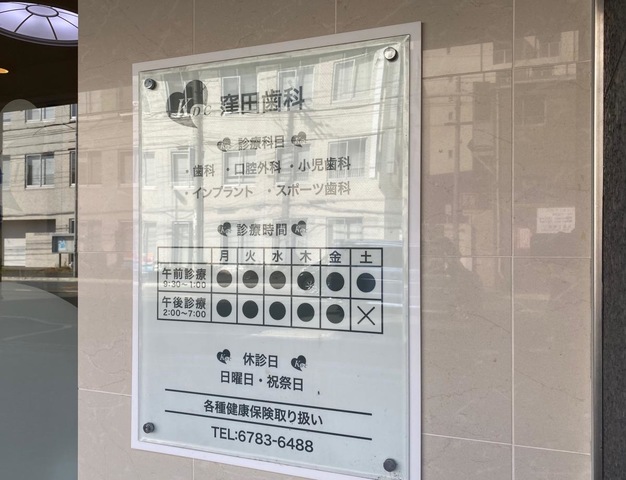 Koo 窪田歯科
診療科目
・歯科 ・口腔外科 ・小児歯科
・インプラント ・スポーツ歯科
診療時間
月 火 水 木 金 土
午前診療 9:30~1:00 ● ● ● ● ● ●
午後診療 2:00~7:00 ● ● ● ● ● ×
休診日
日曜日・祝祭日
各種健康保険取り扱い
TEL:6783-6488